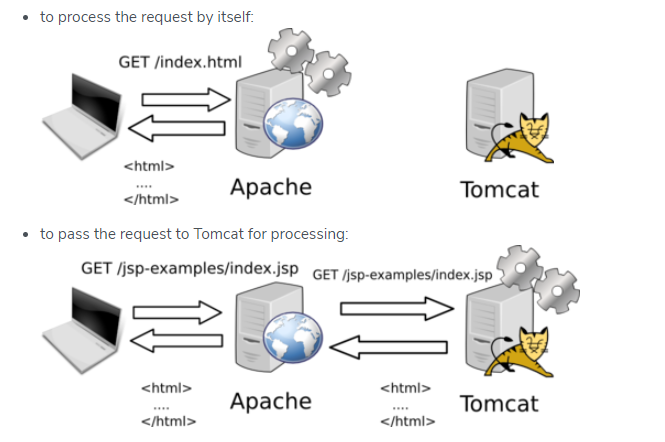 to process the request by itself:
GET /index.html
<html>
....
</html>
Apache
Tomcat
to pass the request to Tomcat for processing:
GET /jsp-examples/index.jsp
GET /jsp-examples/index.jsp
<html>
....
</html>
Apache
<html>
....
</html>
Tomcat